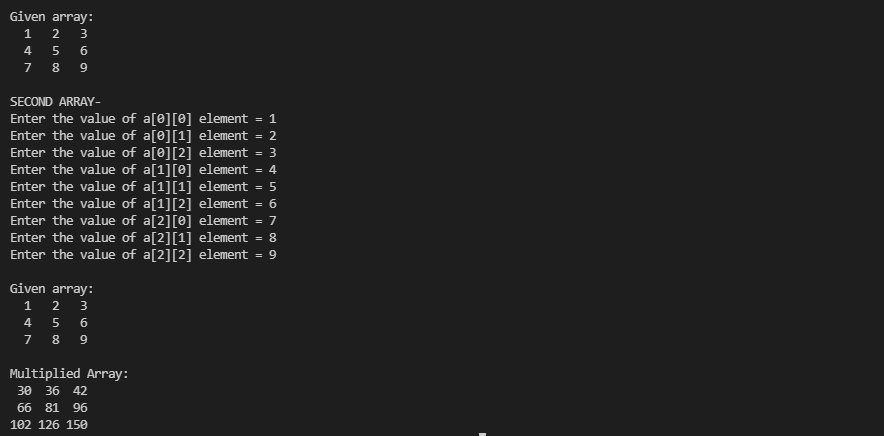 Given array:
  1   2   3
  4   5   6
  7   8   9
SECOND ARRAY-
Enter the value of a[0][0] element = 1
Enter the value of a[0][1] element = 2
Enter the value of a[0][2] element = 3
Enter the value of a[1][0] element = 4
Enter the value of a[1][1] element = 5
Enter the value of a[1][2] element = 6
Enter the value of a[2][0] element = 7
Enter the value of a[2][1] element = 8
Enter the value of a[2][2] element = 9
Given array:
  1   2   3
  4   5   6
  7   8   9
Multiplied Array:
 30  36  42
 66  81  96
102 126 150